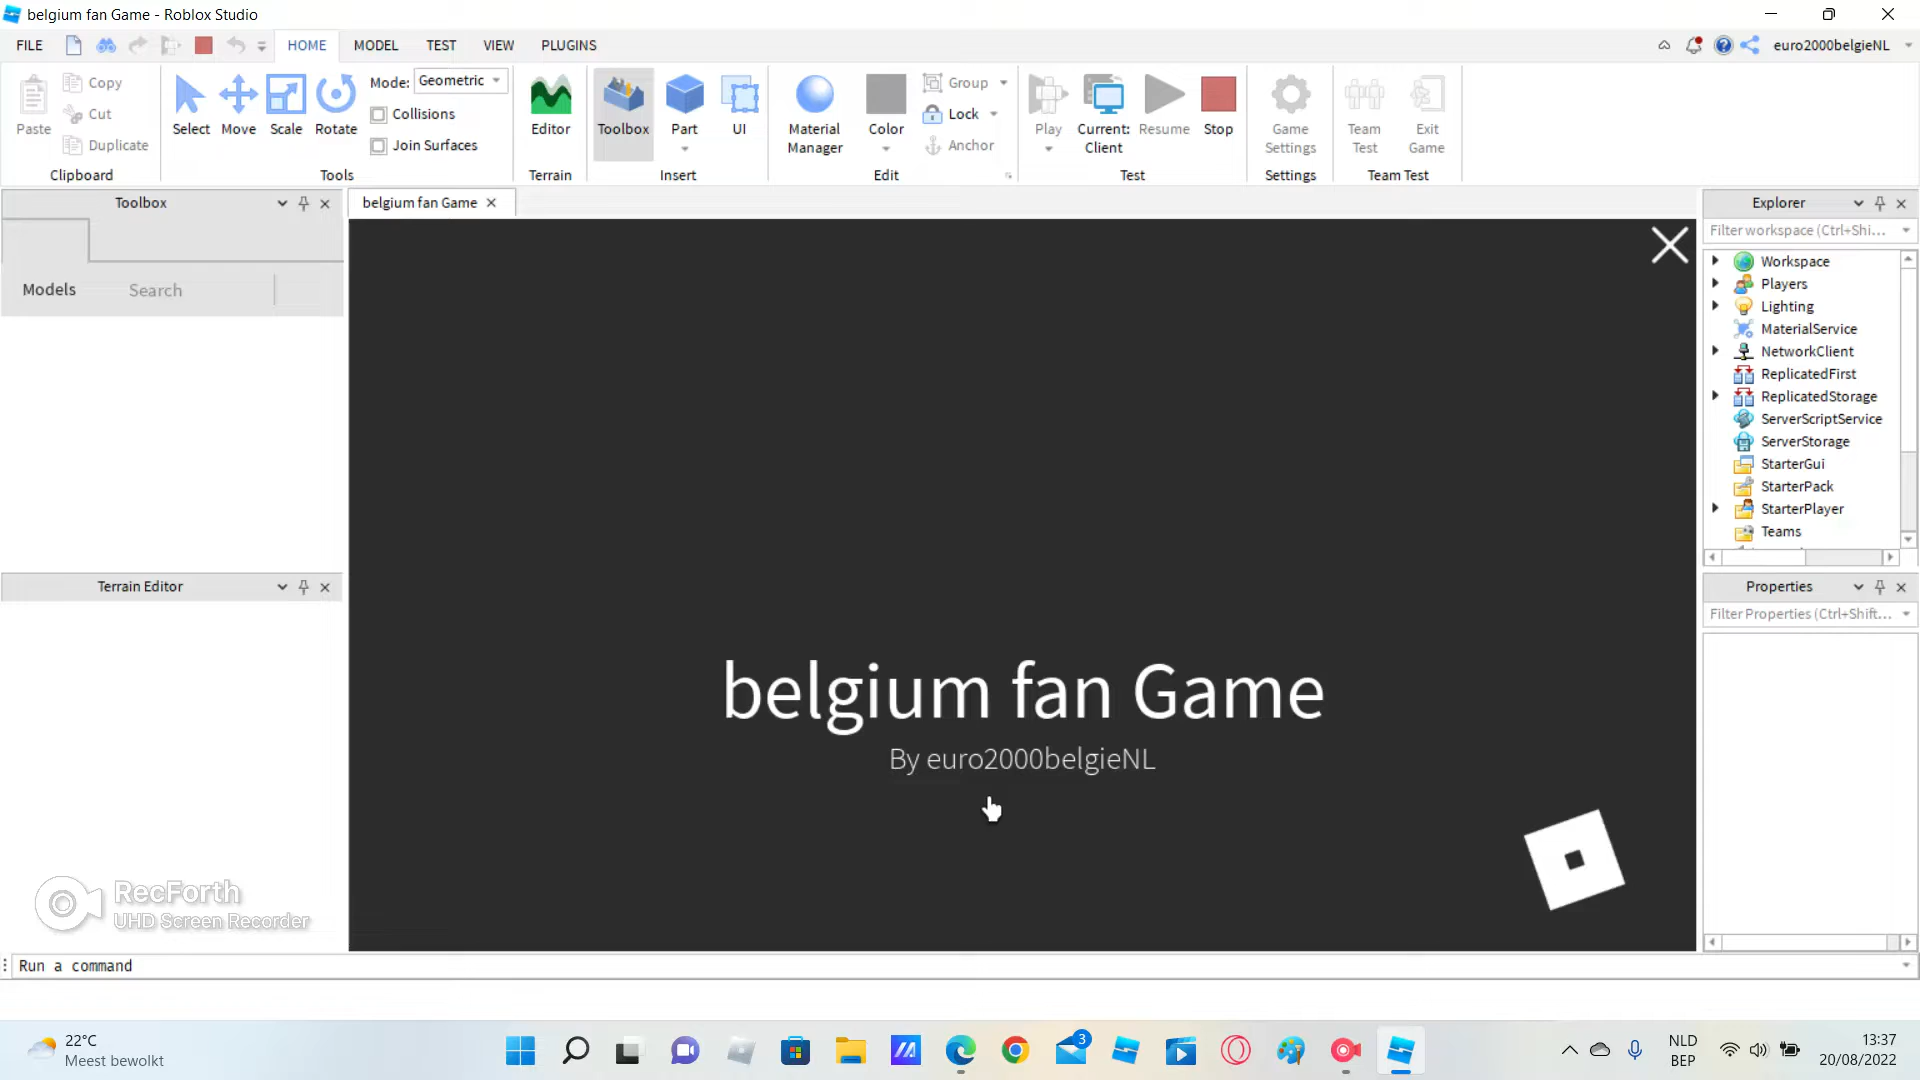 belgium fan Game - Roblox Studio
FILE HOME MODEL TEST VIEW PLUGINS euro2000belgieNL
Paste Copy Cut Duplicate
Clipboard
Select Move Scale Rotate
Mode: Geometric
Collisions
Join Surfaces
Tools
Editor
Terrain
Toolbox Part UI
Insert
Material Manager Color Group Lock Anchor
Edit
Play Current: Client Resume Stop
Test
Game Settings
Settings
Team Test Exit Game
Team Test
Toolbox
belgium fan Game
Explorer
Filter workspace (Ctrl+Shi...
Models Search
Workspace
Players
Lighting
MaterialService
NetworkClient
ReplicatedFirst
ReplicatedStorage
ServerScriptService
ServerStorage
StarterGui
StarterPack
StarterPlayer
Teams
Terrain Editor
Properties
Filter Properties (Ctrl+Shift...
belgium fan Game
By euro2000belgieNL
RecForth
UHD Screen Recorder
Run a command
22°C
Meest bewolkt
3
NLD
BEP
13:37
20/08/2022